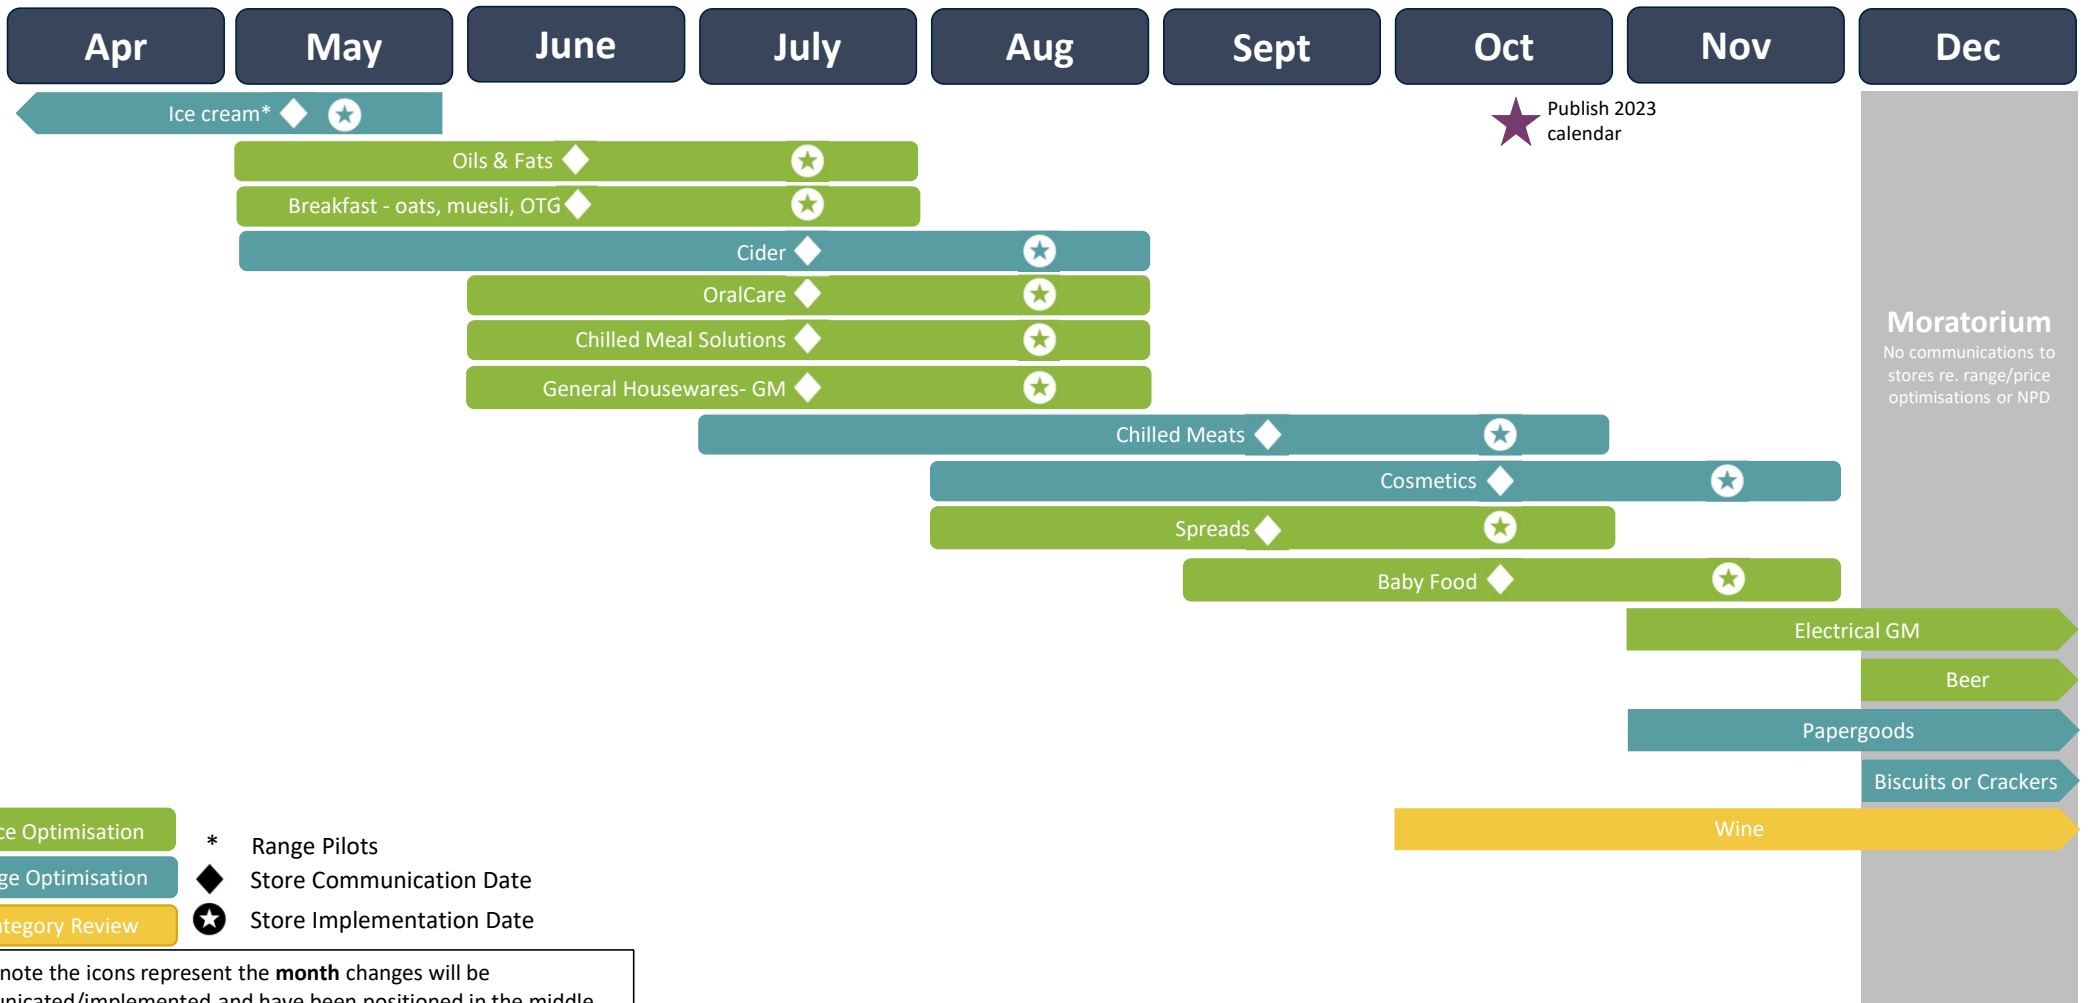 Apr May June July Aug Sept Oct Nov Dec
Ice cream*
Publish 2023
calendar
Oils & Fats
Breakfast - oats, muesli, OTG
Cider
OralCare
Chilled Meal Solutions
General Housewares- GM
Moratorium
No communications to
stores re. range/price
optimisations or NPD
Chilled Meats
Cosmetics
Spreads
Baby Food
Electrical GM
Beer
Papergoods
Biscuits or Crackers
Wine
Optimisation
* Range Pilots
Optimisation
Store Communication Date
Review
Store Implementation Date
note the icons represent the month changes will be